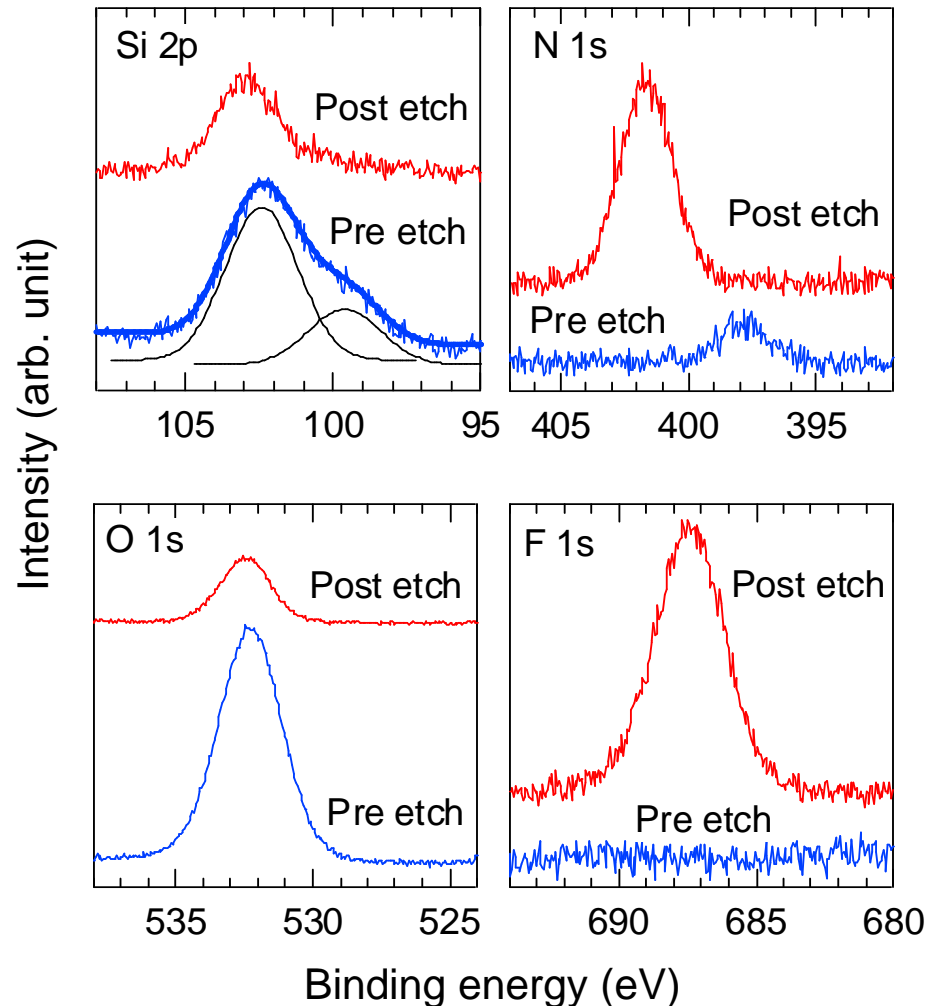 Si 2p
Post etch
Pre etch
105 100 95
N 1s
Post etch
Pre etch
405 400 395
O 1s
Post etch
Pre etch
535 530 525
F 1s
Post etch
Pre etch
690 685 680
Intensity (arb. unit)
Binding energy (eV)